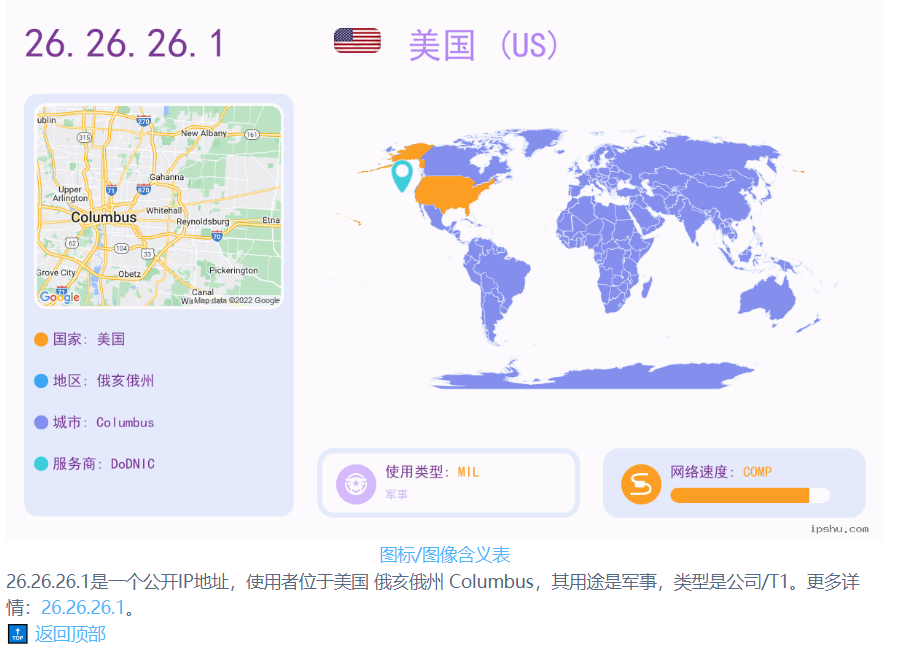 26.26.26.1
美国 (US)
ublin
270
315
New Albany
161
Gahanna
Upper
Arlington
71
670
Whitehall
Columbus
Reynoldsburg
Etna
70
62
104
33
Grove City
Obetz
Pickerington
71
Canal
Wi
Google
Map data ©2022 Google
国家: 美国
地区: 俄亥俄州
城市: Columbus
服务商: DoDNIC
使用类型: MIL
军事
网络速度: COMP
ipshu.com
图标/图像含义表
26.26.26.1是一个公开IP地址，使用者位于美国 俄亥俄州 Columbus，其用途是军事，类型是公司/T1。更多详
情：26.26.26.1。
TOP 返回顶部